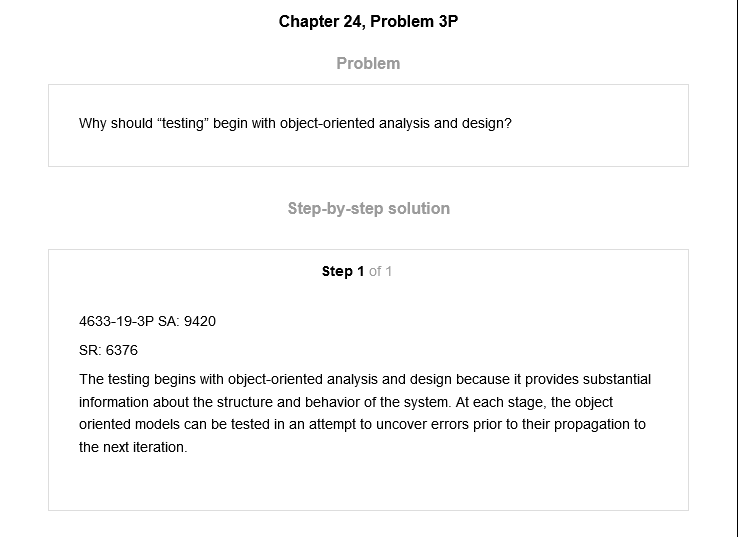 Chapter 24, Problem 3P
Problem
Why should “testing” begin with object-oriented analysis and design?
Step-by-step solution
Step 1 of 1
4633-19-3P SA: 9420
SR: 6376
The testing begins with object-oriented analysis and design because it provides substantial
information about the structure and behavior of the system. At each stage, the object
oriented models can be tested in an attempt to uncover errors prior to their propagation to
the next iteration.